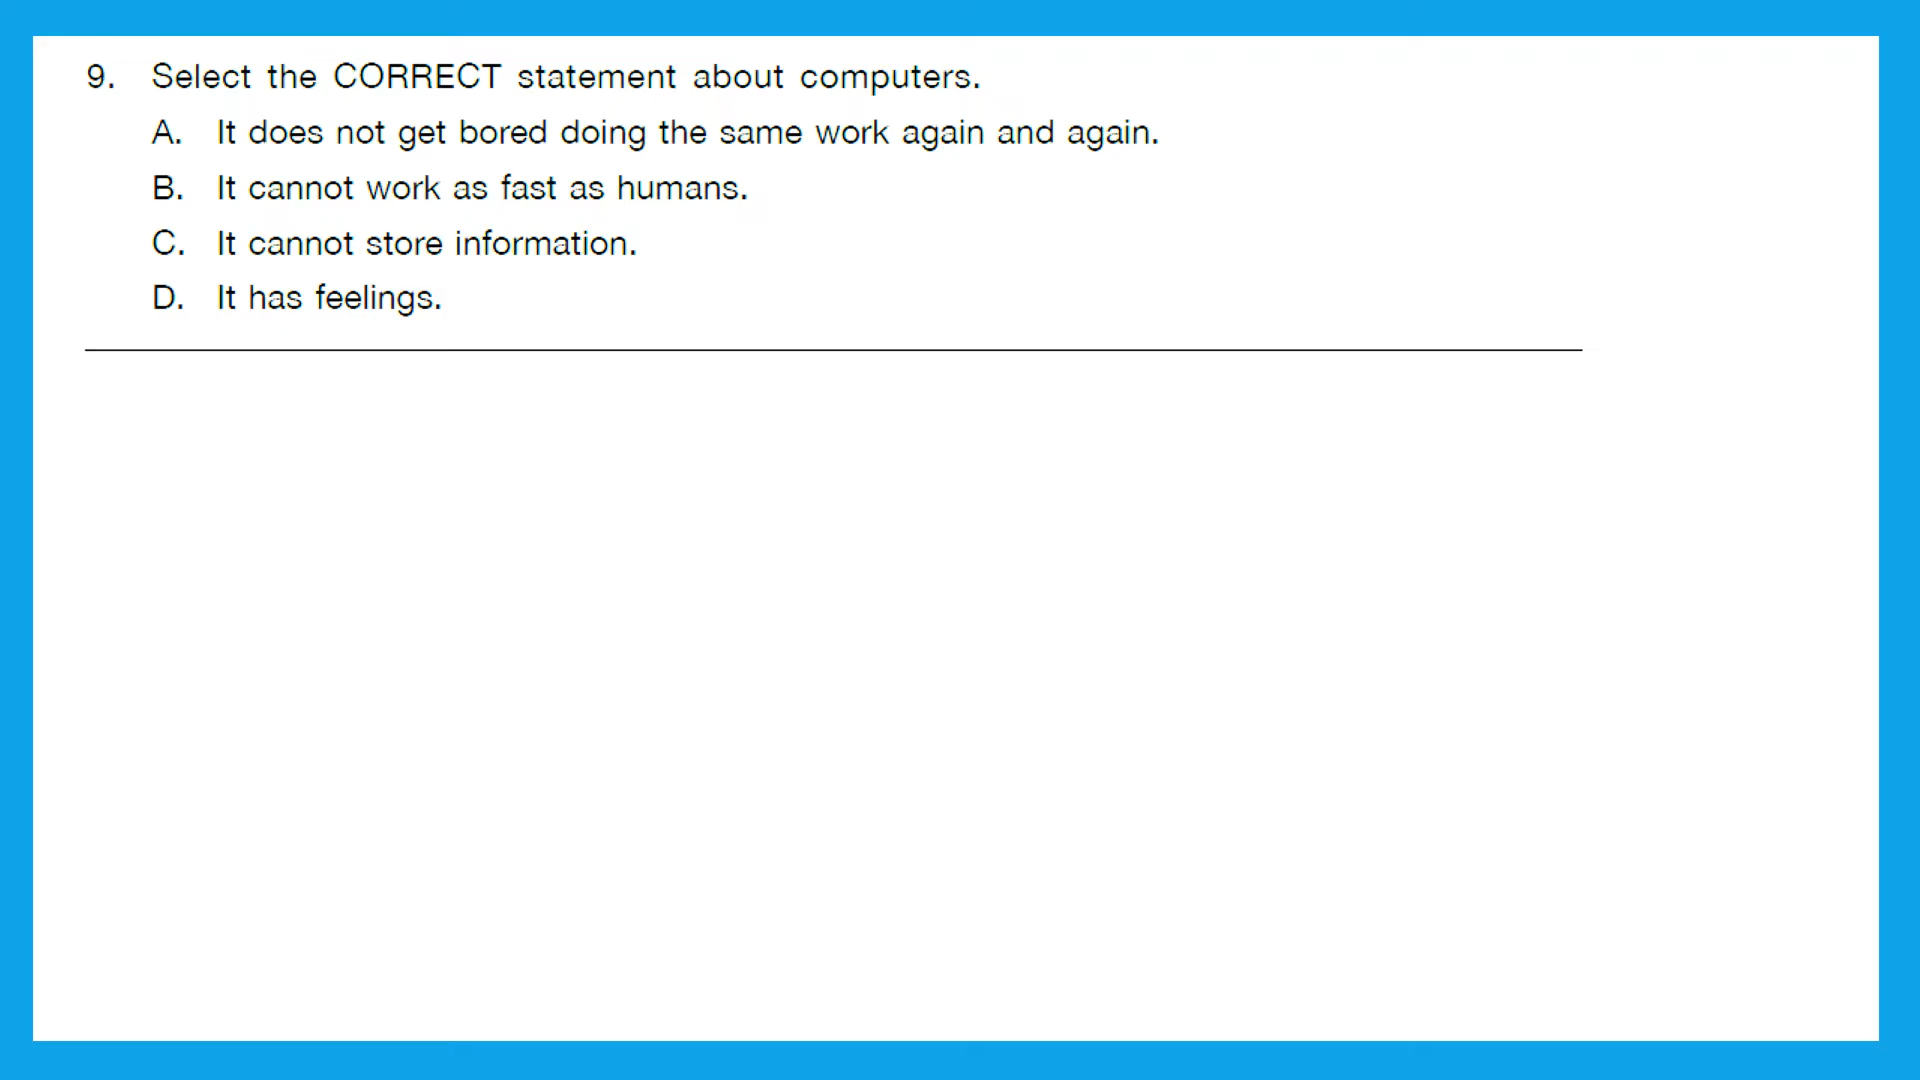 9. Select the CORRECT statement about computers.
A. It does not get bored doing the same work again and again.
B. It cannot work as fast as humans.
C. It cannot store information.
D. It has feelings.